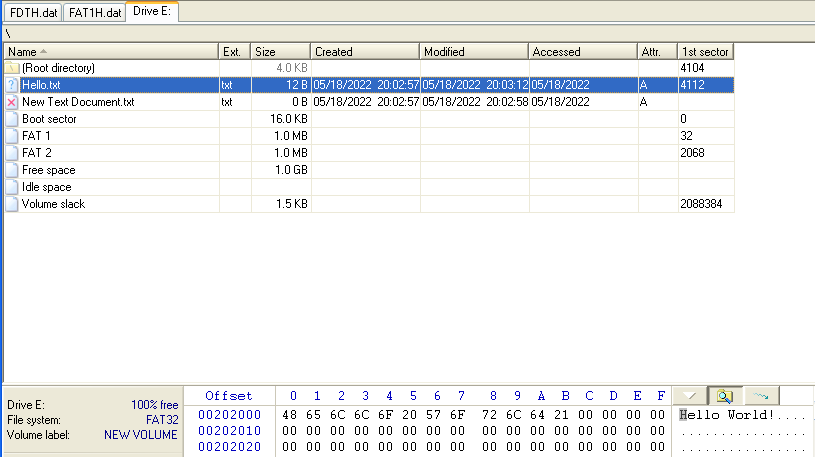 FDTH.dat FAT1H.dat Drive E:
\
Name Ext. Size Created Modified Accessed Attr. 1st sector
(Root directory) 4.0 KB 4104
Hello.txt txt 12 B 05/18/2022 20:02:57 05/18/2022 20:03:12 05/18/2022 A 4112
New Text Document.txt txt 0 B 05/18/2022 20:02:57 05/18/2022 20:02:58 05/18/2022 A
Boot sector 16.0 KB 0
FAT 1 1.0 MB 32
FAT 2 1.0 MB 2068
Free space 1.0 GB
Idle space
Volume slack 1.5 KB 2088384
Drive E: 100% free
File system: FAT32
Volume label: NEW VOLUME
Offset 0 1 2 3 4 5 6 7 8 9 A B C D E F
00202000 48 65 6C 6C 6F 20 57 6F 72 6C 64 21 00 00 00 00 Hello World!....
00202010 00 00 00 00 00 00 00 00 00 00 00 00 00 00 00 00 ................
00202020 00 00 00 00 00 00 00 00 00 00 00 00 00 00 00 00 ................